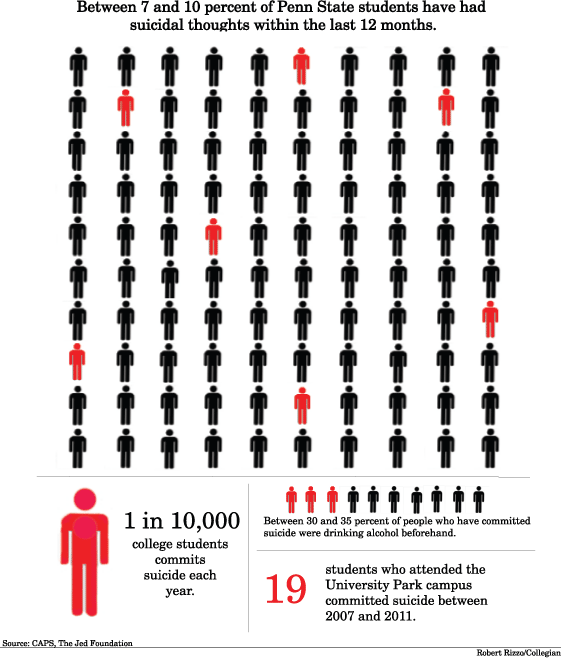 Between 7 and 10 percent of Penn State students have had
suicidal thoughts within the last 12 months.
1 in 10,000
college students
commits
suicide each
year.
Between 30 and 35 percent of people who have committed
suicide were drinking alcohol beforehand.
19
students who attended the
University Park campus
committed suicide between
2007 and 2011.
Source: CAPS, The Jed Foundation
Robert Rizzo/Collegian